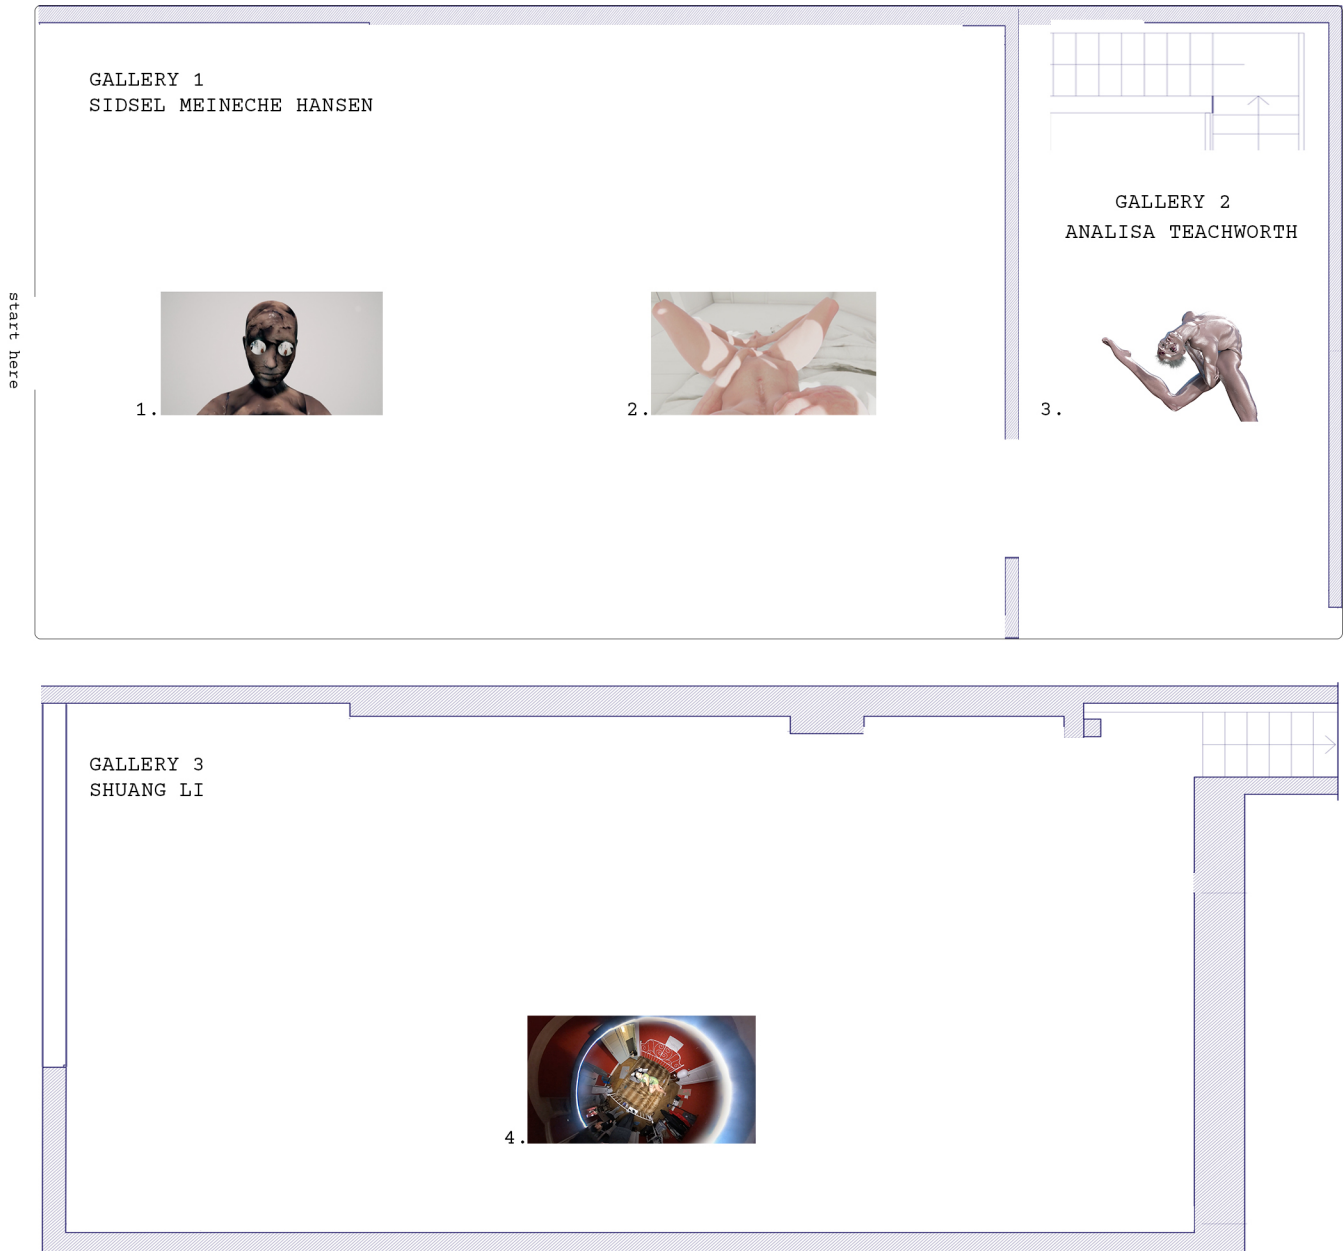 GALLERY 1
SIDSEL MEINECHE HANSEN
GALLERY 2
ANALISA TEACHWORTH
start here
1.
2.
3.
GALLERY 3
SHUANG LI
4.